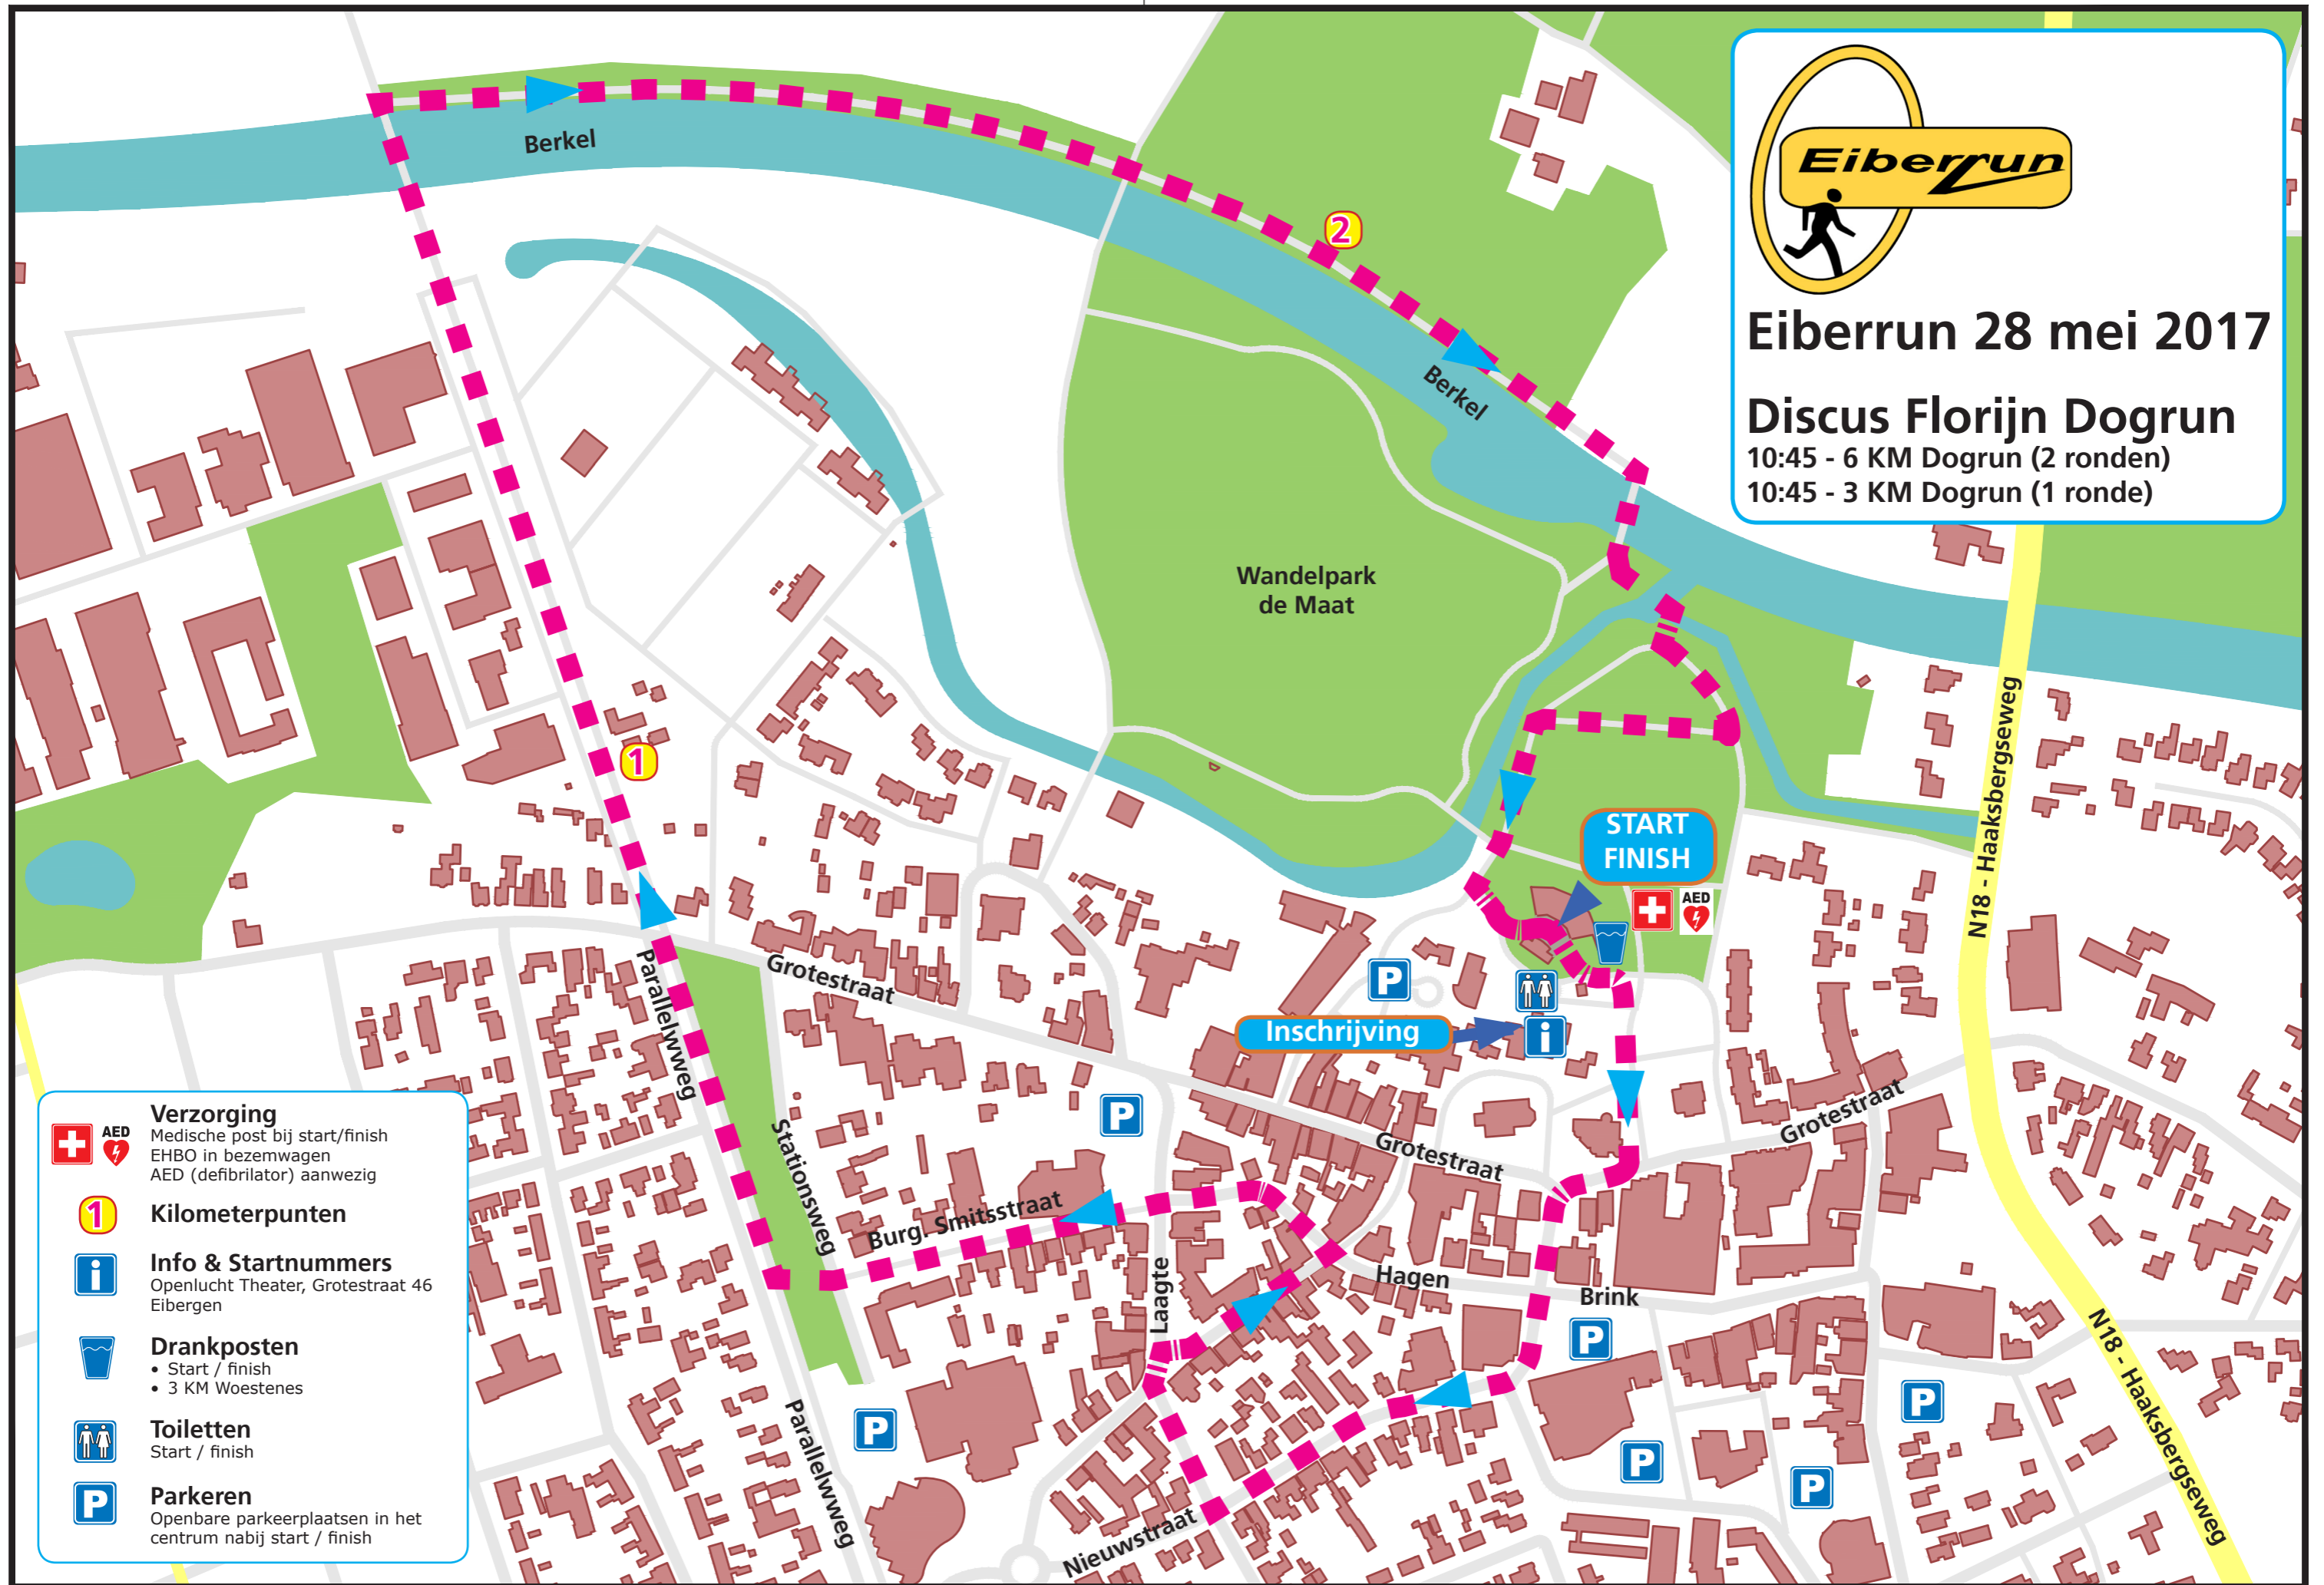 Eiberrun
Eiberrun 28 mei 2017
Discus Florijn Dogrun
10:45 - 6 KM Dogrun (2 ronden)
10:45 - 3 KM Dogrun (1 ronde)
Berkel
2
Berkel
Wandelpark
de Maat
N18 - Haaksbergseweg
1
START
FINISH
AED
Parallelwweg
Grotestraat
P
Inschrijving
i
P
Grotestraat
Grotestraat
Stationsweg
Burg. Smitsstraat
Laagte
Hagen
Brink
P
N18 - Haaksbergseweg
P
P
Parallelwweg
P
P
Nieuwstraat
Verzorging
AED
Medische post bij start/finish
EHBO in bezemwagen
AED (defibrilator) aanwezig
1
Kilometerpunten
i
Info & Startnummers
Openlucht Theater, Grotestraat 46
Eibergen
Drankposten
• Start / finish
• 3 KM Woestenes
Toiletten
Start / finish
P
Parkeren
Openbare parkeerplaatsen in het
centrum nabij start / finish